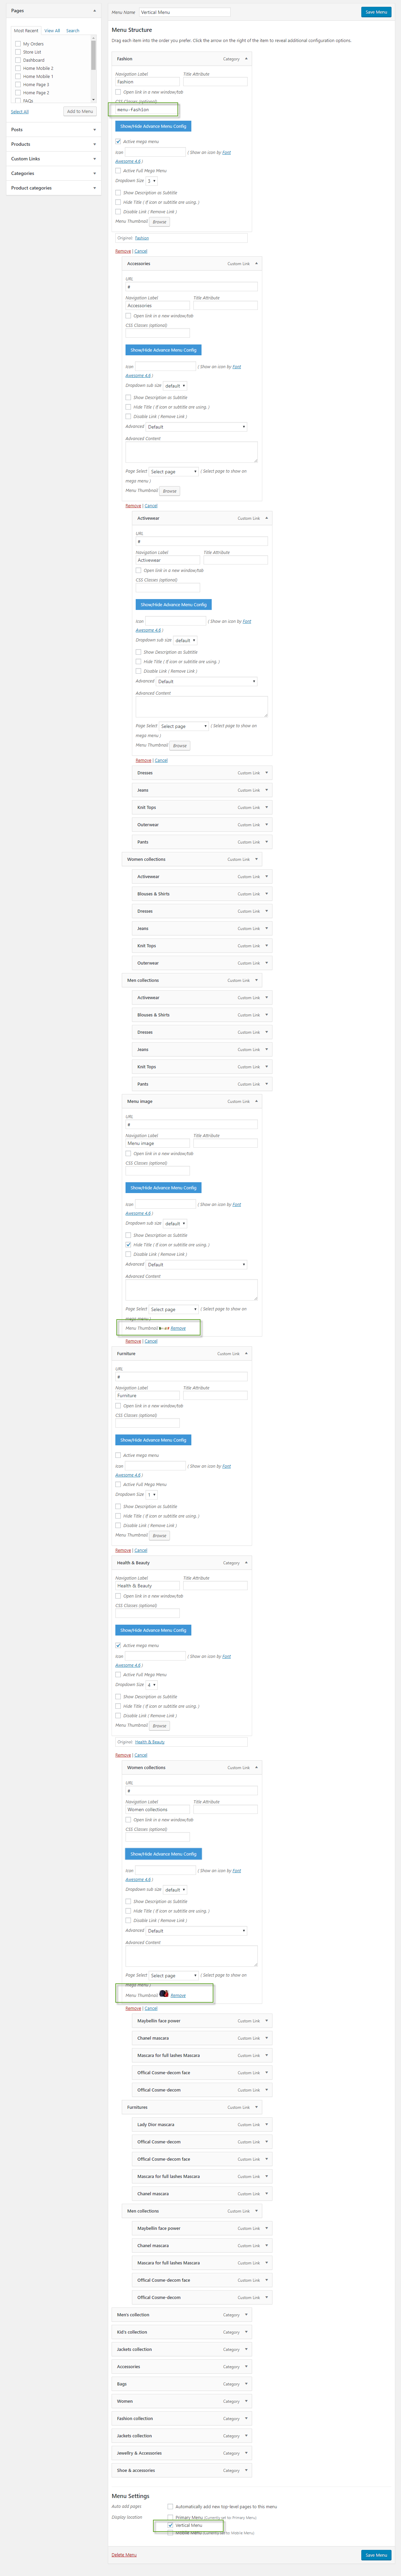 Pages
Most Recent View All Search
My Orders
Store List
Dashboard
Home Mobile 2
Home Mobile 1
Home Page 3
Home Page 2
FAQs
Select All Add to Menu
Posts
Products
Custom Links
Categories
Product categories
Menu Name Vertical Menu Save Menu
Menu Structure
Drag each item into the order you prefer. Click the arrow on the right of the item to reveal additional configuration options.
Fashion Category
Navigation Label Title Attribute
Fashion
Open link in a new window/tab
CSS Classes (optional)
menu-fashion
Show/Hide Advance Menu Config
Active mega menu
Icon ( Show an icon by Font
Awesome 4.6 )
Active Full Mega Menu
Dropdown Size 2
Show Description as Subtitle
Hide Title ( if icon or subtitle are using. )
Disable Link ( Remove Link )
Menu Thumbnail Browse
Original: Fashion
Remove | Cancel
Accessories Custom Link
URL
#
Navigation Label Title Attribute
Accessories
Open link in a new window/tab
CSS Classes (optional)
Show/Hide Advance Menu Config
Icon ( Show an icon by Font
Awesome 4.6 )
Dropdown sub size default
Show Description as Subtitle
Hide Title ( if icon or subtitle are using. )
Disable Link ( Remove Link )
Advanced Default
Advanced Content
Page Select Select page ( Select page to show on
mega menu )
Menu Thumbnail Browse
Remove | Cancel
Activewear Custom Link
URL
#
Navigation Label Title Attribute
Activewear
Open link in a new window/tab
CSS Classes (optional)
Show/Hide Advance Menu Config
Icon ( Show an icon by Font
Awesome 4.6 )
Dropdown sub size default
Show Description as Subtitle
Hide Title ( if icon or subtitle are using. )
Disable Link ( Remove Link )
Advanced Default
Advanced Content
Page Select Select page ( Select page to show on
mega menu )
Menu Thumbnail Browse
Remove | Cancel
Dresses Custom Link
Jeans Custom Link
Knit Tops Custom Link
Outerwear Custom Link
Pants Custom Link
Women collections Custom Link
Activewear Custom Link
Blouses & Shirts Custom Link
Dresses Custom Link
Jeans Custom Link
Knit Tops Custom Link
Outerwear Custom Link
Men collections Custom Link
Activewear Custom Link
Blouses & Shirts Custom Link
Dresses Custom Link
Jeans Custom Link
Knit Tops Custom Link
Pants Custom Link
Menu image Custom Link
URL
#
Navigation Label Title Attribute
Menu image
Open link in a new window/tab
CSS Classes (optional)
Show/Hide Advance Menu Config
Icon ( Show an icon by Font
Awesome 4.6 )
Dropdown sub size default
Show Description as Subtitle
Hide Title ( if icon or subtitle are using. )
Disable Link ( Remove Link )
Advanced Default
Advanced Content
Page Select Select page ( Select page to show on
mega menu )
Menu Thumbnail Remove
Remove | Cancel
Furniture Custom Link
URL
#
Navigation Label Title Attribute
Furniture
Open link in a new window/tab
CSS Classes (optional)
Show/Hide Advance Menu Config
Active mega menu
Icon ( Show an icon by Font
Awesome 4.6 )
Active Full Mega Menu
Dropdown Size 1
Show Description as Subtitle
Hide Title ( if icon or subtitle are using. )
Disable Link ( Remove Link )
Menu Thumbnail Browse
Remove | Cancel
Health & Beauty Category
Navigation Label Title Attribute
Health & Beauty
Open link in a new window/tab
CSS Classes (optional)
Show/Hide Advance Menu Config
Active mega menu
Icon ( Show an icon by Font
Awesome 4.6 )
Active Full Mega Menu
Dropdown Size 4
Show Description as Subtitle
Hide Title ( if icon or subtitle are using. )
Disable Link ( Remove Link )
Menu Thumbnail Browse
Original: Health & Beauty
Remove | Cancel
Women collections Custom Link
URL
#
Navigation Label Title Attribute
Women collections
Open link in a new window/tab
CSS Classes (optional)
Show/Hide Advance Menu Config
Icon ( Show an icon by Font
Awesome 4.6 )
Dropdown sub size default
Show Description as Subtitle
Hide Title ( if icon or subtitle are using. )
Disable Link ( Remove Link )
Advanced Default
Advanced Content
Page Select Select page ( Select page to show on
mega menu )
Menu Thumbnail Remove
Remove | Cancel
Maybellin face power Custom Link
Chanel mascara Custom Link
Mascara for full lashes Mascara Custom Link
Offical Cosme-decom face Custom Link
Offical Cosme-decom Custom Link
Furnitures Custom Link
Lady Dior mascara Custom Link
Offical Cosme-decom Custom Link
Offical Cosme-decom face Custom Link
Mascara for full lashes Mascara Custom Link
Chanel mascara Custom Link
Men collections Custom Link
Maybellin face power Custom Link
Chanel mascara Custom Link
Mascara for full lashes Mascara Custom Link
Offical Cosme-decom face Custom Link
Offical Cosme-decom Custom Link
Men's collection Category
Kid's collection Category
Jackets collection Category
Accessories Category
Bags Category
Women Category
Fashion collection Category
Jackets collection Category
Jewellry & Accessories Category
Shoe & accessories Category
Menu Settings
Auto add pages Automatically add new top-level pages to this menu
Display location Primary Menu (Currently set to: Primary Menu)
Vertical Menu
Mobile Menu (Currently set to: Mobile Menu)
Delete Menu Save Menu